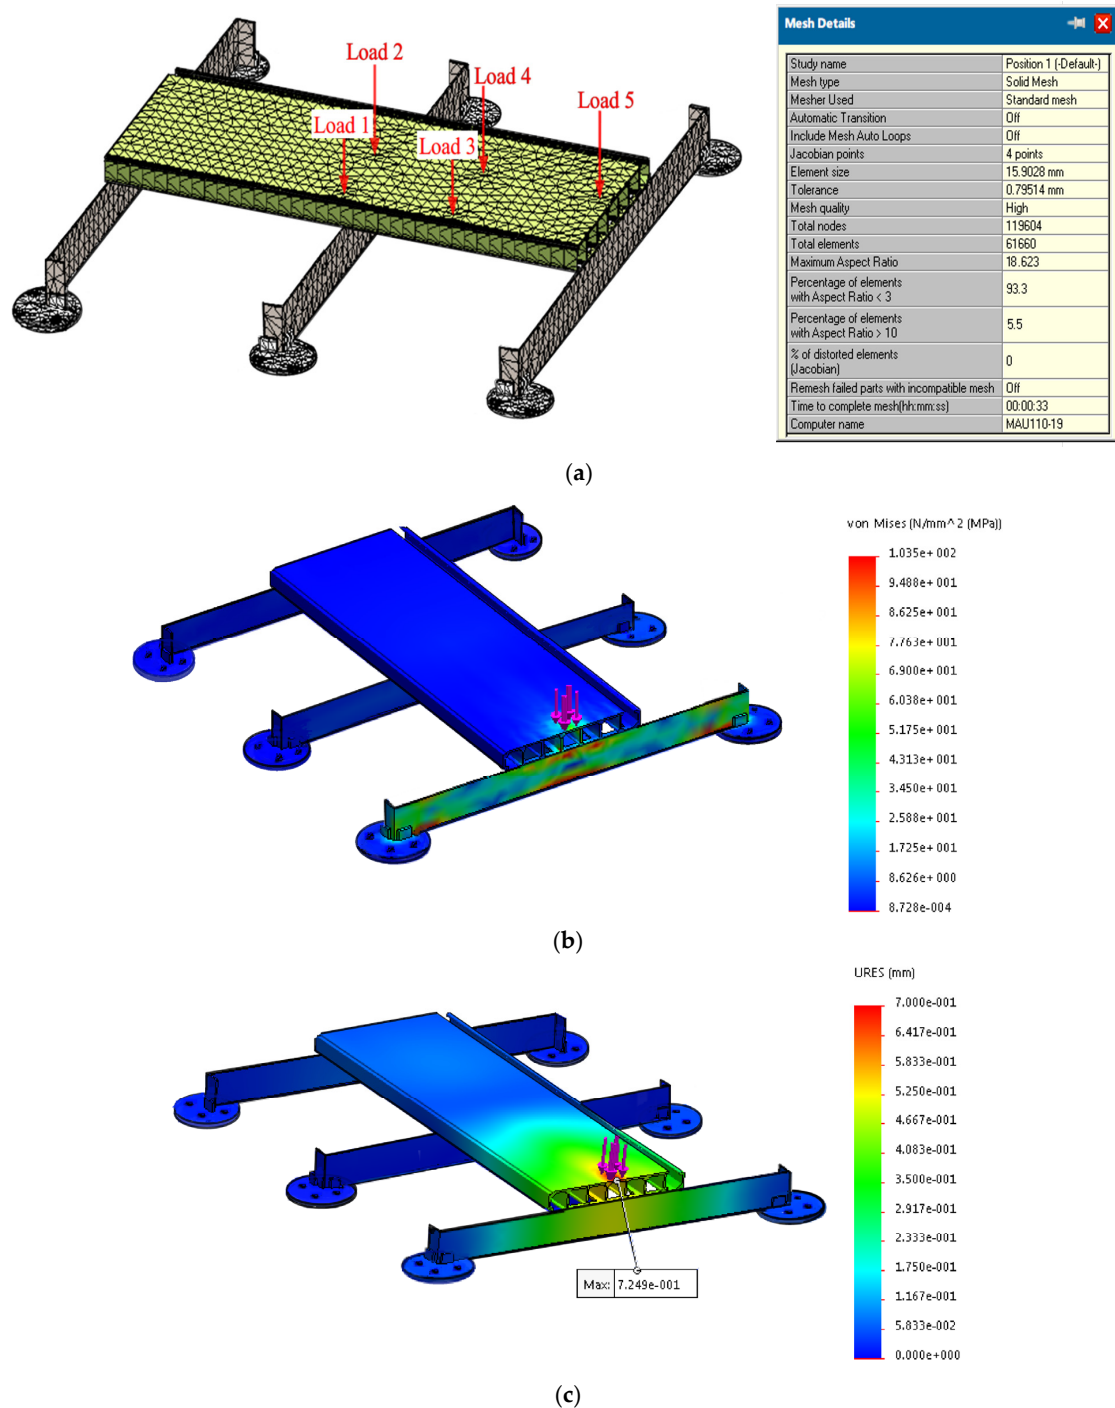 Load 2
Load 4
Load 5
Load 1
Load 3
Mesh Details
Study name Position 1 (-Default-)
Mesh type Solid Mesh
Mesher Used Standard mesh
Automatic Transition Off
Include Mesh Auto Loops Off
Jacobian points 4 points
Element size 15.9028 mm
Tolerance 0.79514 mm
Mesh quality High
Total nodes 119604
Total elements 61660
Maximum Aspect Ratio 18.623
Percentage of elements
with Aspect Ratio < 3 93.3
Percentage of elements
with Aspect Ratio > 10 5.5
% of distorted elements
(Jacobian) 0
Remesh failed parts with incompatible mesh Off
Time to complete mesh(hh:mm:ss) 00:00:33
Computer name MAU110-19
(a)
von Mises (N/mm^2 (MPa))
1.035e+002
9.488e+001
8.625e+001
7.763e+001
6.900e+001
6.038e+001
5.175e+001
4.313e+001
3.450e+001
2.588e+001
1.725e+001
8.626e+000
8.728e-004
(b)
URES (mm)
7.000e-001
6.417e-001
5.833e-001
5.250e-001
4.667e-001
4.083e-001
3.500e-001
2.917e-001
2.333e-001
1.750e-001
1.167e-001
5.833e-002
0.000e+000
Max: 7.249e-001
(c)